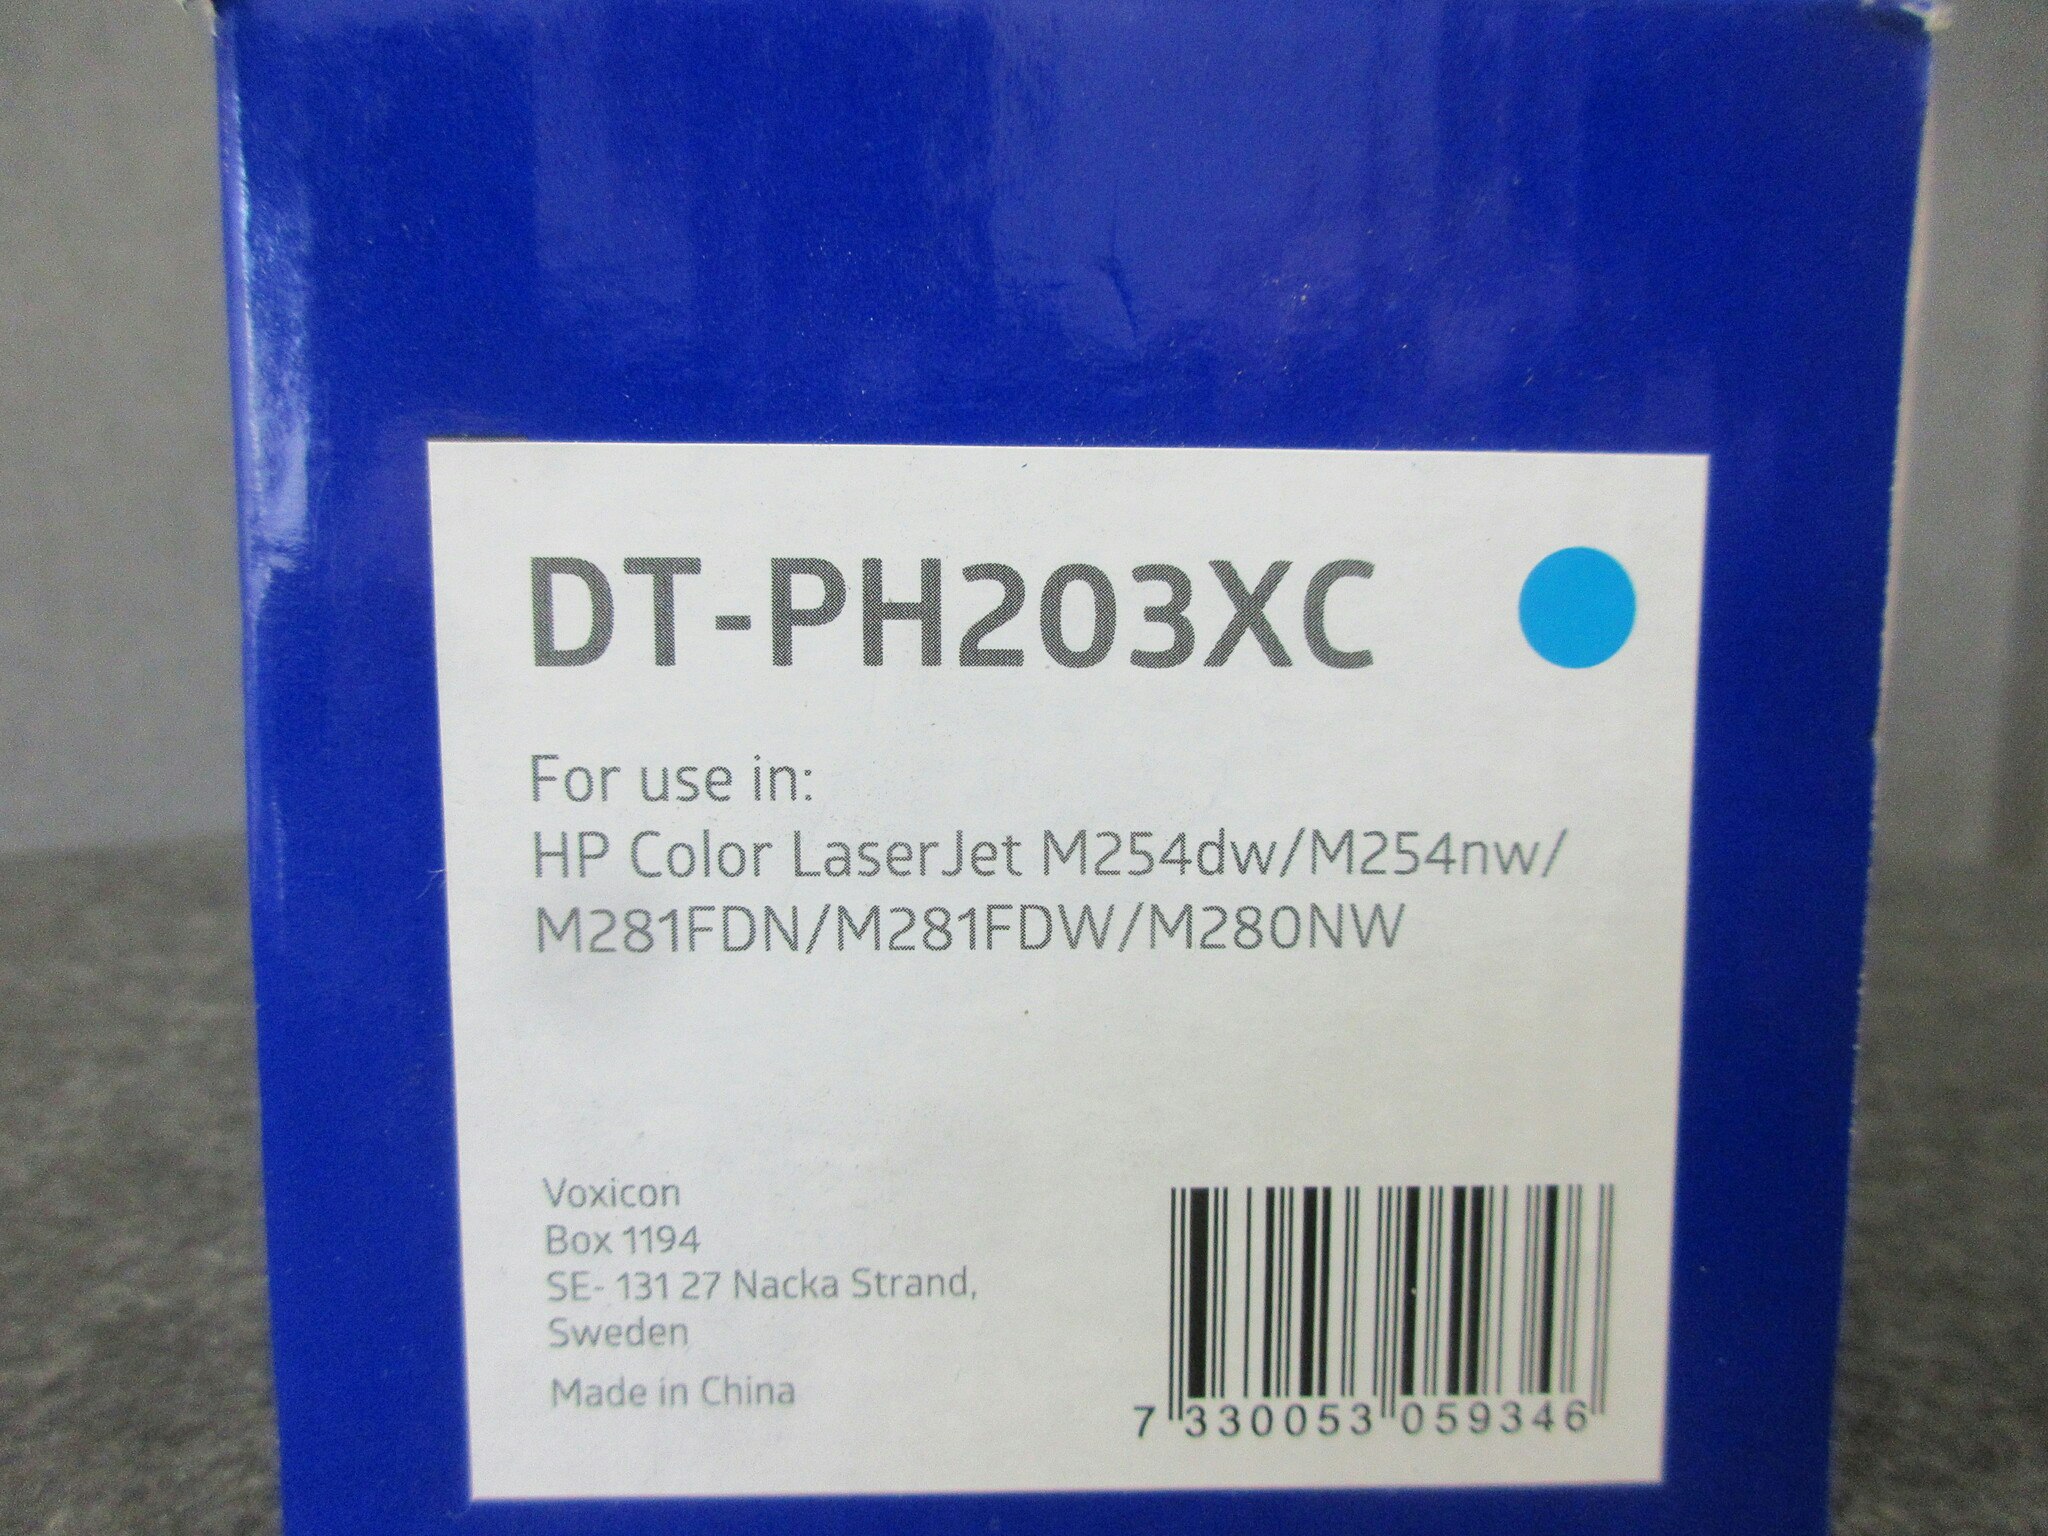 DT-PH203XC
For use in:
HP Color LaserJet M254dw/M254nw/
M281FDN/M281FDW/M280NW
Voxicon
Box 1194
SE- 131 27 Nacka Strand,
Sweden
Made in China
7 330053 059346